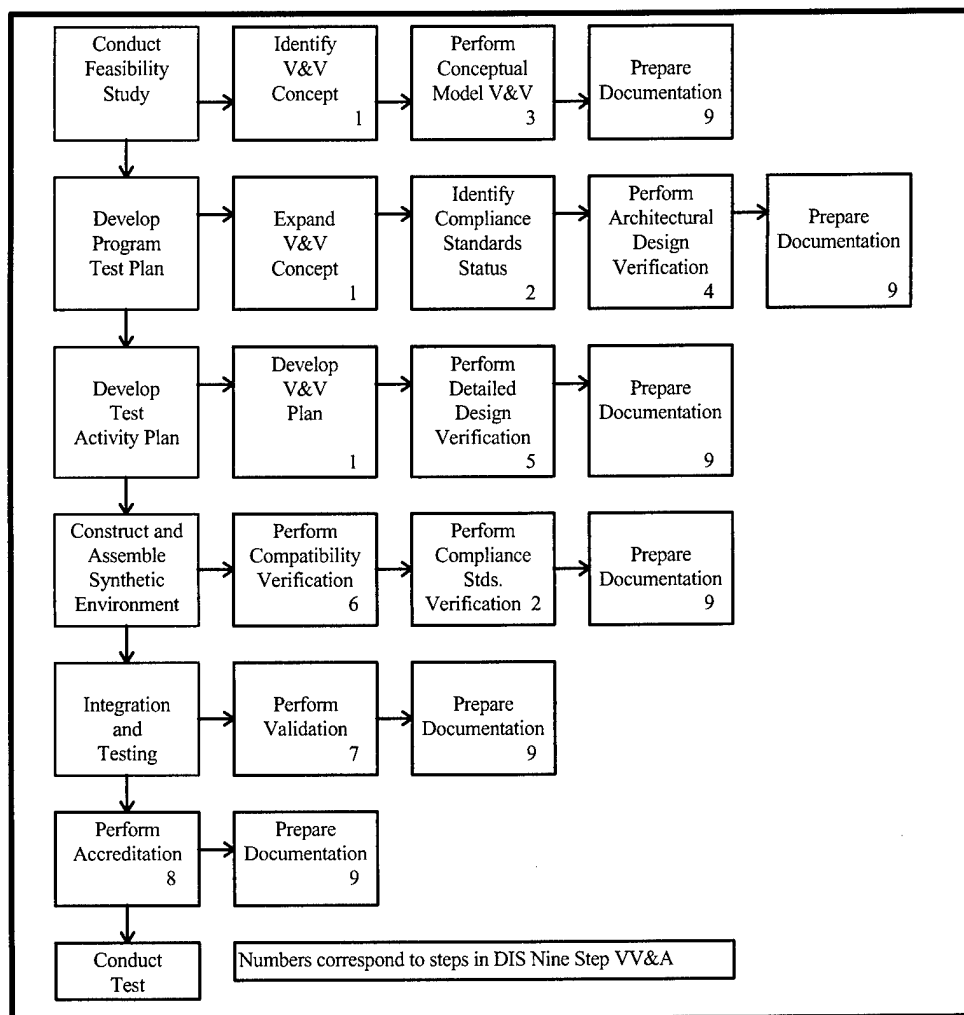 Conduct
Feasibility
Study
Identify
V&V
Concept
1
Perform
Conceptual
Model V&V
3
Prepare
Documentation
9
Develop
Program
Test Plan
Expand
V&V
Concept
1
Identify
Compliance
Standards
Status
2
Perform
Architectural
Design
Verification
4
Prepare
Documentation
9
Develop
Test
Activity Plan
Develop
V&V
Plan
1
Perform
Detailed
Design
Verification
5
Prepare
Documentation
9
Construct and
Assemble
Synthetic
Environment
Perform
Compatibility
Verification
6
Perform
Compliance
Stds.
Verification 2
Prepare
Documentation
9
Integration
and
Testing
Perform
Validation
7
Prepare
Documentation
9
Perform
Accreditation
8
Prepare
Documentation
9
Conduct
Test
Numbers correspond to steps in DIS Nine Step VV&A